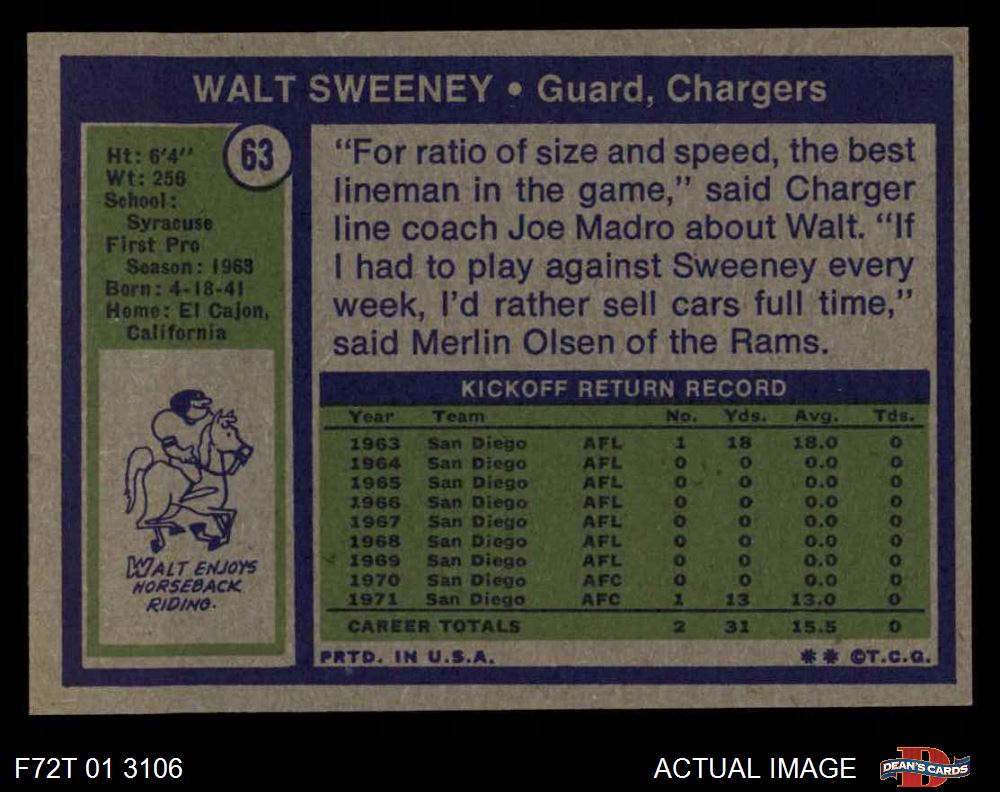 WALT SWEENEY • Guard, Chargers
63
Ht: 6'4''
Wt: 256
School:
Syracuse
First Pro
Season: 1963
Born: 4-18-41
Home: El Cajon,
California
WALT ENJOYS
HORSEBACK
RIDING.
“For ratio of size and speed, the best
lineman in the game,” said Charger
line coach Joe Madro about Walt. “If
I had to play against Sweeney every
week, I’d rather sell cars full time,”
said Merlin Olsen of the Rams.
KICKOFF RETURN RECORD
Year Team No. Yds. Avg. Tds.
1963 San Diego AFL 1 18 18.0 0
1964 San Diego AFL 0 0 0.0 0
1965 San Diego AFL 0 0 0.0 0
1966 San Diego AFL 0 0 0.0 0
1967 San Diego AFL 0 0 0.0 0
1968 San Diego AFL 0 0 0.0 0
1969 San Diego AFL 0 0 0.0 0
1970 San Diego AFC 0 0 0.0 0
1971 San Diego AFC 1 13 13.0 0
CAREER TOTALS 2 31 15.5 0
PRTD. IN U.S.A. ** ©T.C.G.
F72T 01 3106 ACTUAL IMAGE D DEAN'S CARDS